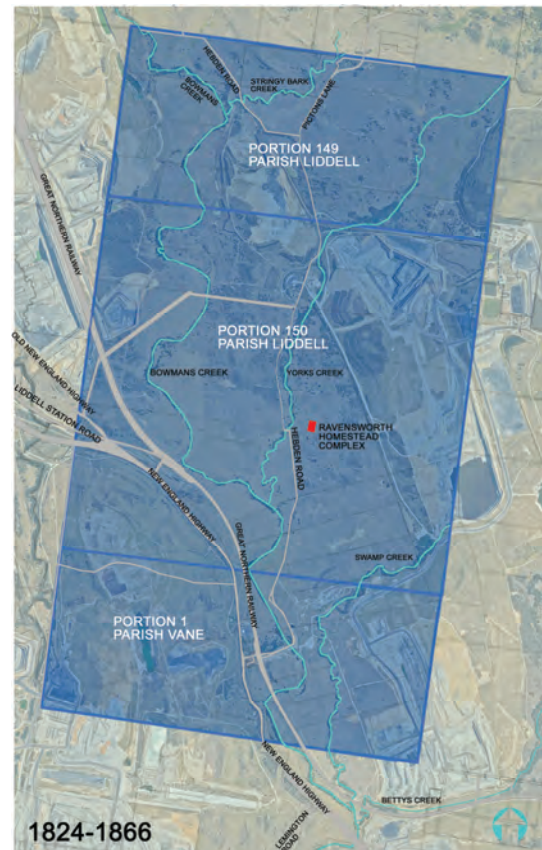 HEBDEN ROAD
BOWMANS
CREEK
STRINGY BARK
CREEK
PIGTONS LANE
PORTION 149
PARISH LIDDELL
GREAT NORTHERN RAILWAY
PORTION 150
PARISH LIDDELL
OLD NEW ENGLAND HIGHWAY
BOWMANS CREEK
YORKS CREEK
LIDDELL STATION ROAD
RAVENSWORTH
HOMESTEAD
COMPLEX
HEBDEN ROAD
NEW ENGLAND HIGHWAY
GREAT NORTHERN RAILWAY
SWAMP CREEK
PORTION 1
PARISH VANE
NEW ENGLAND HIGHWAY
BETTYS CREEK
LEMINGTON
ROAD
1824-1866